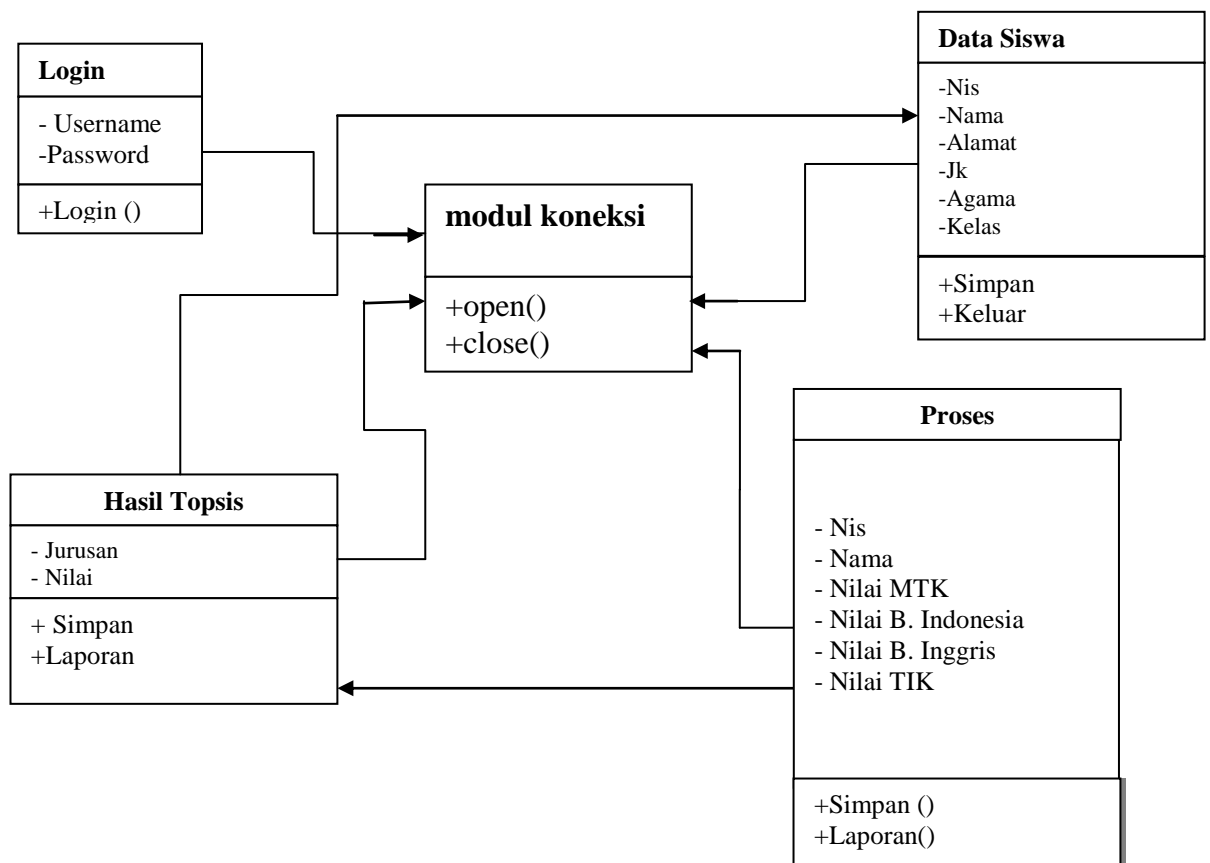 Login
- Username
-Password
+Login ()
Data Siswa
-Nis
-Nama
-Alamat
-Jk
-Agama
-Kelas
+Simpan
+Keluar
modul koneksi
+open()
+close()
Hasil Topsis
- Jurusan
- Nilai
+ Simpan
+Laporan
Proses
- Nis
- Nama
- Nilai MTK
- Nilai B. Indonesia
- Nilai B. Inggris
- Nilai TIK
+Simpan ()
+Laporan()